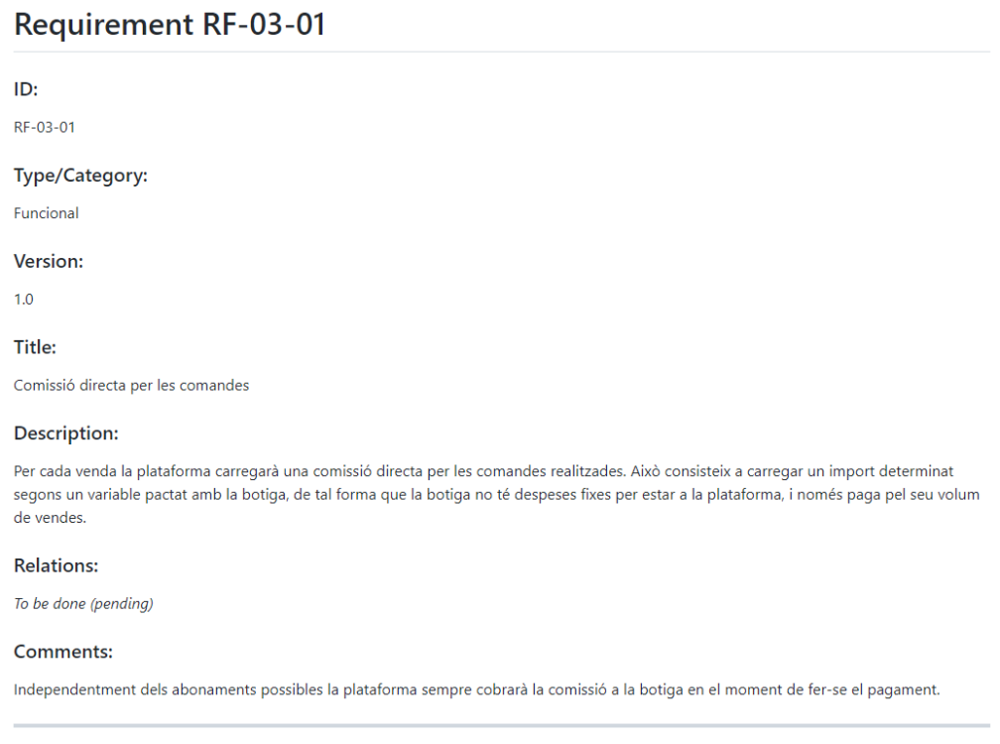 Requirement RF-03-01
ID:
RF-03-01
Type/Category:
Funcional
Version:
1.0
Title:
Comissió directa per les comandes
Description:
Per cada venda la plataforma carregarà una comissió directa per les comandes realitzades. Això consisteix a carregar un import determinat
segons un variable pactat amb la botiga, de tal forma que la botiga no té despeses fixes per estar a la plataforma, i només paga pel seu volum
de vendes.
Relations:
To be done (pending)
Comments:
Independentment dels abonaments possibles la plataforma sempre cobrarà la comissió a la botiga en el moment de fer-se el pagament.